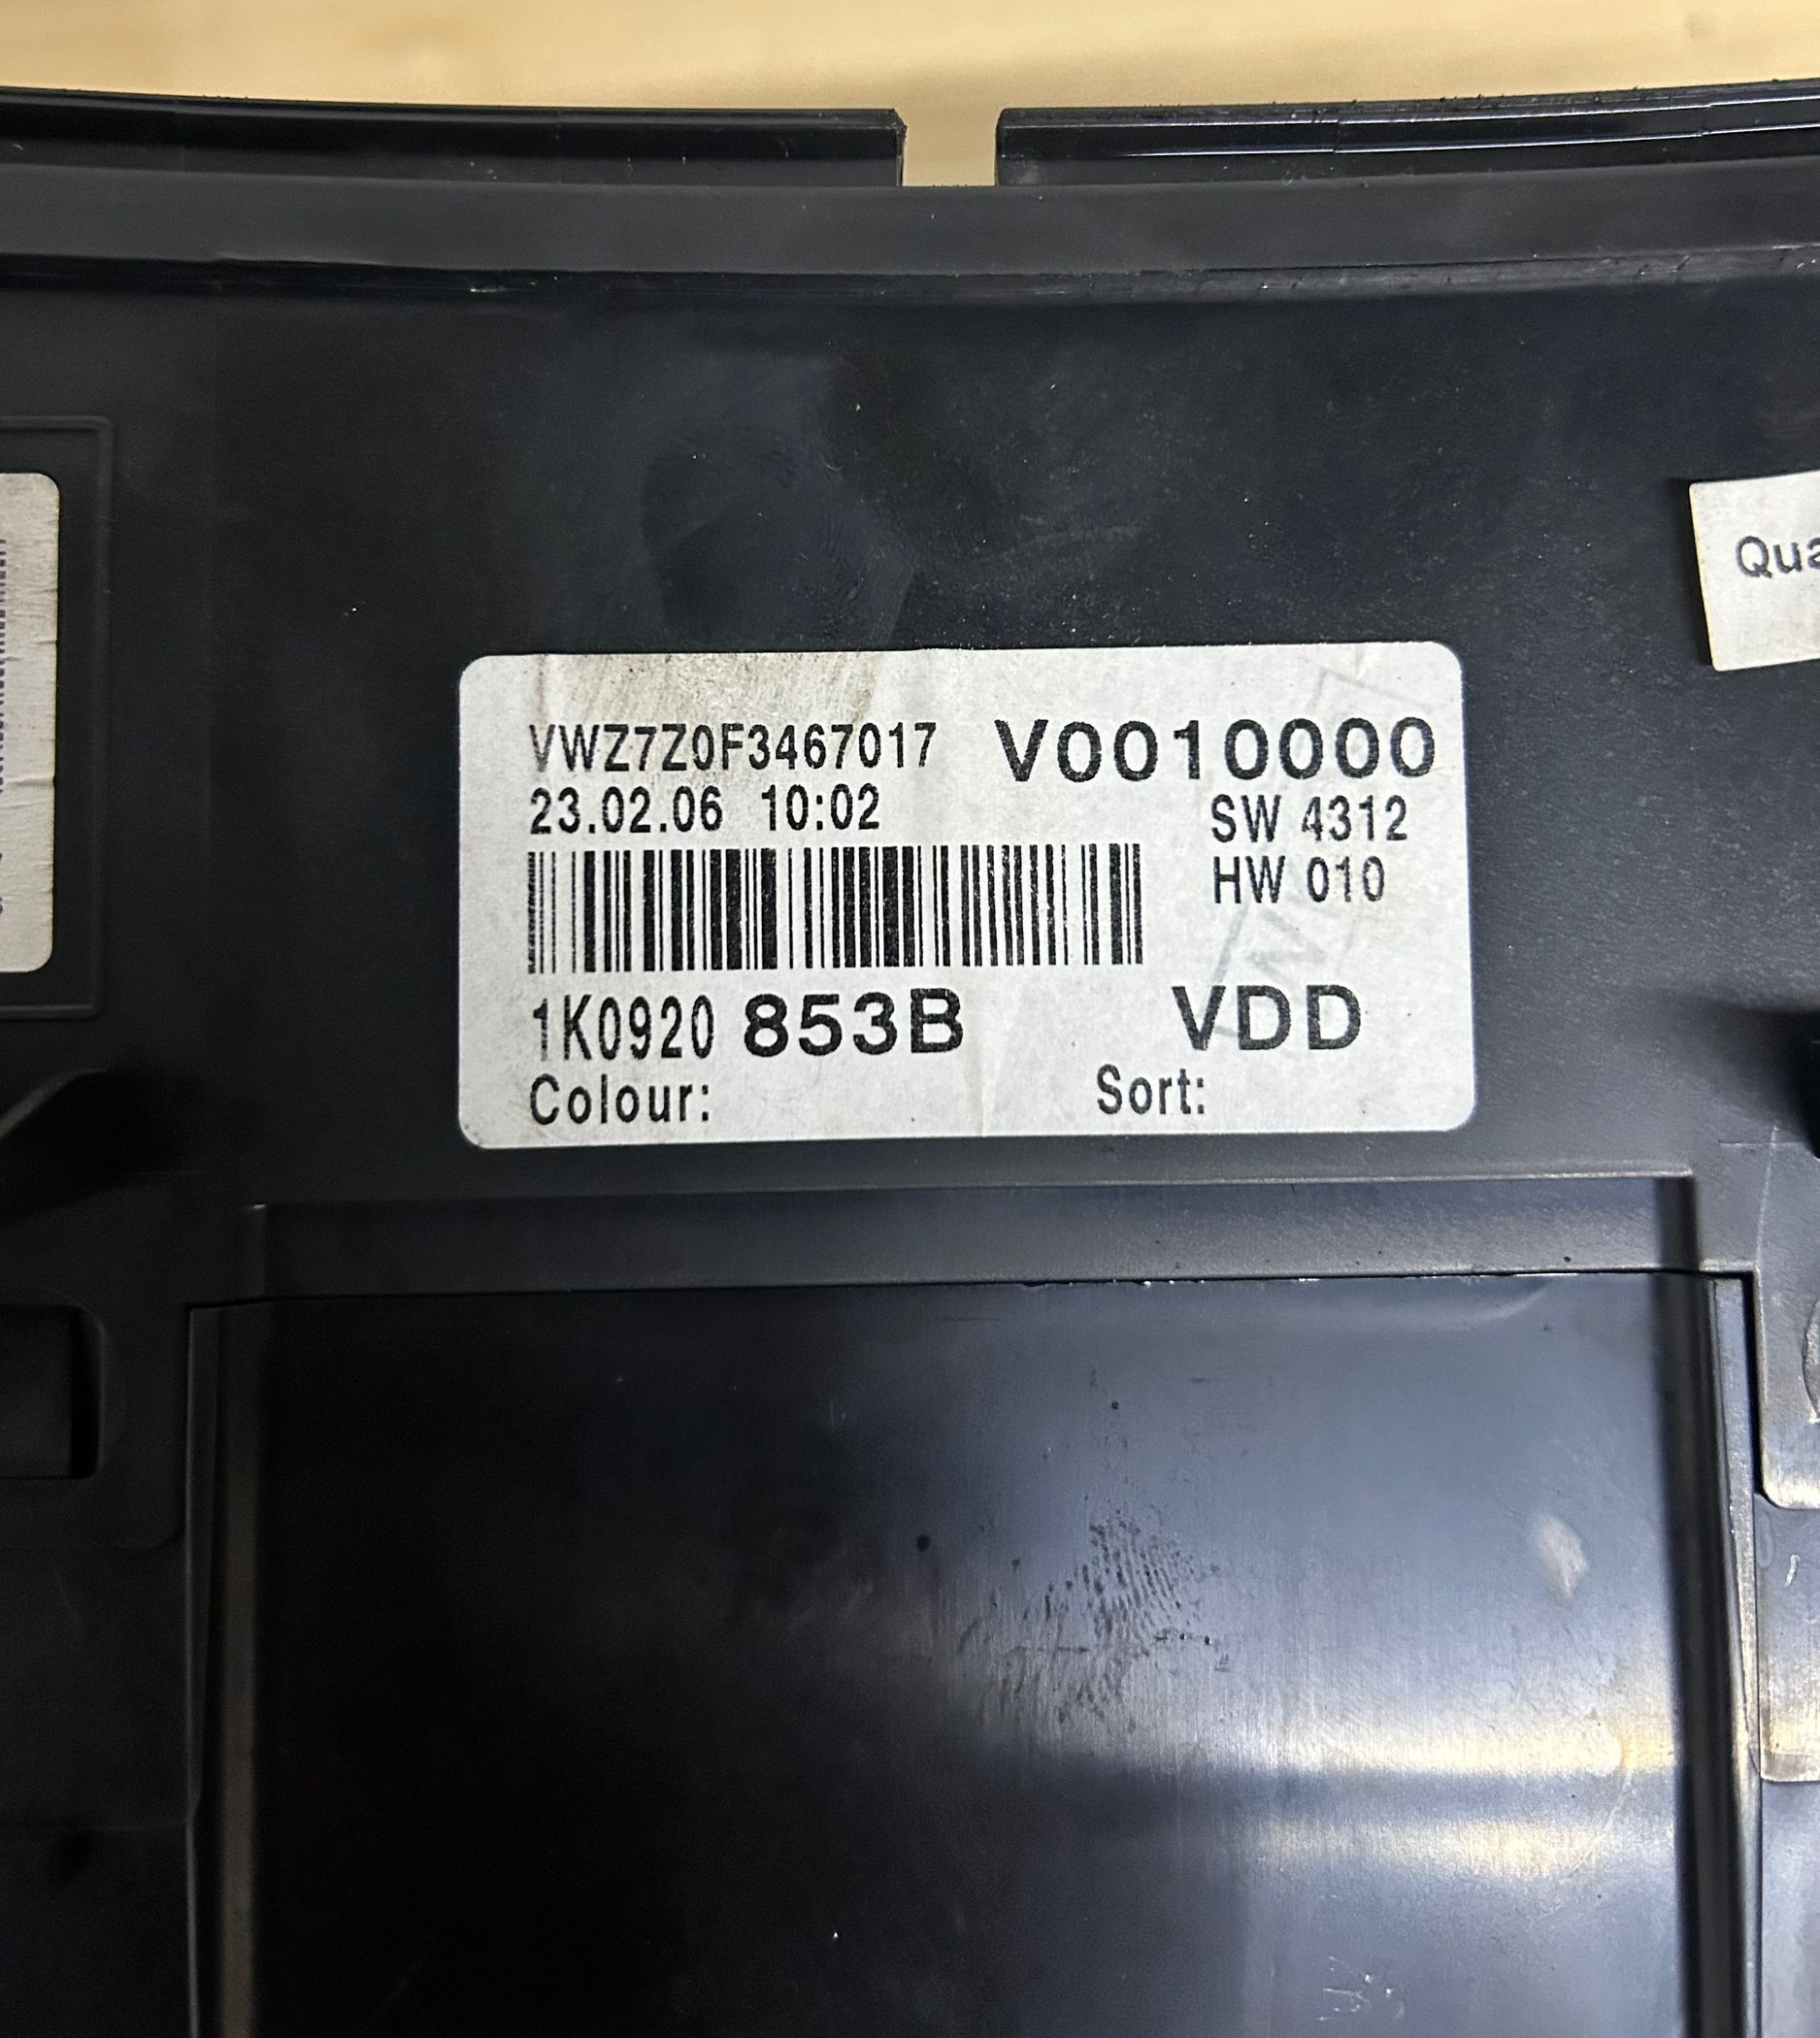 Qua
VWZ7Z0F3467017 V0010000
23.02.06 10:02 SW 4312
HW 010
1K0920 853B VDD
Colour: Sort: